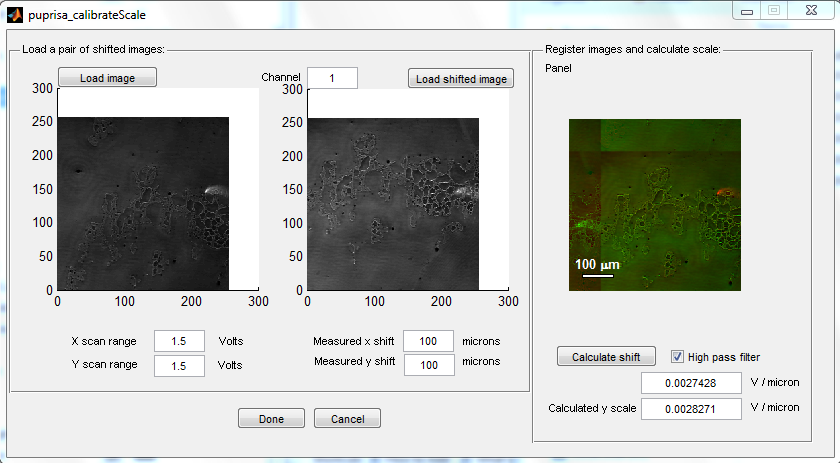 puprisa_calibrateScale
Load a pair of shifted images:
Load image
Channel 1
Load shifted image
300
250
200
150
100
50
0
0 100 200 300
300
250
200
150
100
50
0
0 100 200 300
X scan range 1.5 Volts
Y scan range 1.5 Volts
Measured x shift 100 microns
Measured y shift 100 microns
Done
Cancel
Register images and calculate scale:
Panel
100 μm
Calculate shift
High pass filter
0.0027428 V / micron
Calculated y scale 0.0028271 V / micron